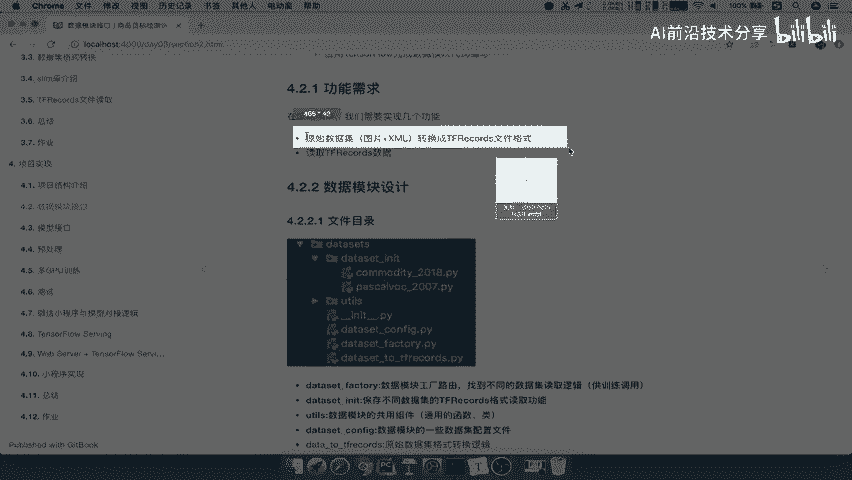 Chrome 文件 修改 视图 历史记录 书签 其他人 电动窗 帮助
100%
数据模块接口 | 商品目标检测
AI前沿技术分享 bilibili
localhost:4000/day03/section2.html
3.3. 数据集格式转换
3.4. slim库介绍
3.5. TFRecords文件读取
3.6. 总结
3.7. 作业
4. 项目实现
4.1. 项目结构介绍
4.2. 数据模块接口
4.3. 模型接口
4.4. 预处理
4.5. 多GPU训练
4.6. 总结
4.7. 微信小程序与模型对接逻辑
4.8. TensorFlow Serving
4.9. Web Server + TensorFlow Servi...
4.10. 小程序实现
4.11. 总结
4.12. 作业
Published with GitBook
4.2.1 功能需求
我们需要实现几个功能
• 原始数据集（图片+XML）转换成TFRecords文件格式
• 读取TFRecords数据
4.2.2 数据模块设计
4.2.2.1 文件目录
datasets
dataset_init
commodity_2018.py
pascalvoc_2007.py
utils
__init__.py
dataset_config.py
dataset_factory.py
dataset_to_tfrecords.py
• dataset_factory:数据模块工厂路由，找到不同的数据集读取逻辑（供训练调用）
• dataset_init:保存不同数据集的TFRecords格式读取功能
• utils:数据模块的共用组件（通用的函数、类）
• dataset_config:数据模块的一些数据集配置文件
• data_to_tfrecords:原始数据集格式转换逻辑